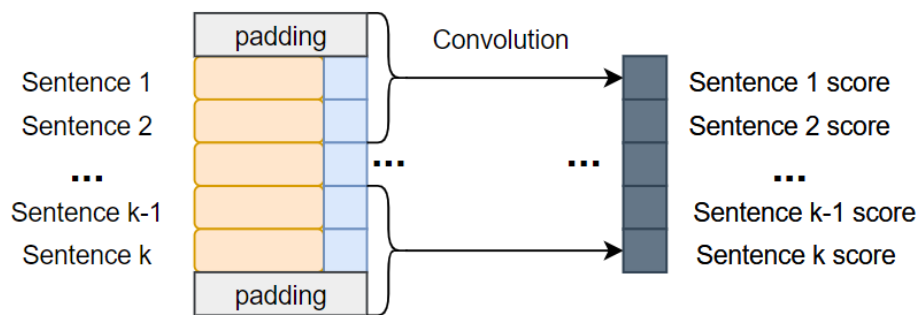 padding
Convolution
Sentence 1
Sentence 1 score
Sentence 2
Sentence 2 score
...
...
...
...
Sentence k-1
Sentence k-1 score
Sentence k
Sentence k score
padding